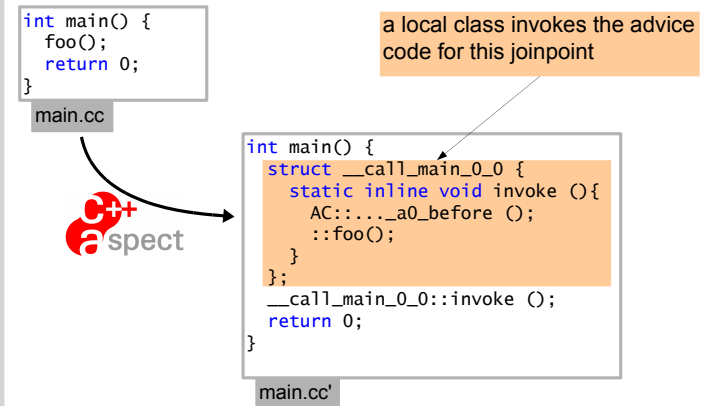 int main() {
foo();
return 0;
}
main.cc
a local class invokes the advice
code for this joinpoint
c++
aspect
int main() {
struct __call_main_0_0 {
static inline void invoke (){
AC::..._a0_before ();
::foo();
}
};
__call_main_0_0::invoke ();
return 0;
}
main.cc'